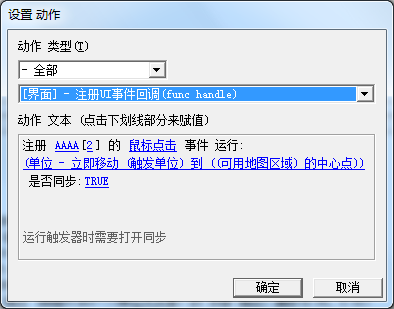 设置 动作
动作 类型(T)
- 全部
[界面] - 注册UI事件回调(func handle)
动作 文本 (点击下划线部分来赋值)
注册 AAAA[2] 的 鼠标点击 事件 运行:
(单位 - 立即移动 (触发单位) 到 ((可用地图区域) 的中心点))
是否同步:TRUE
运行触发器时需要打开同步
确定 取消